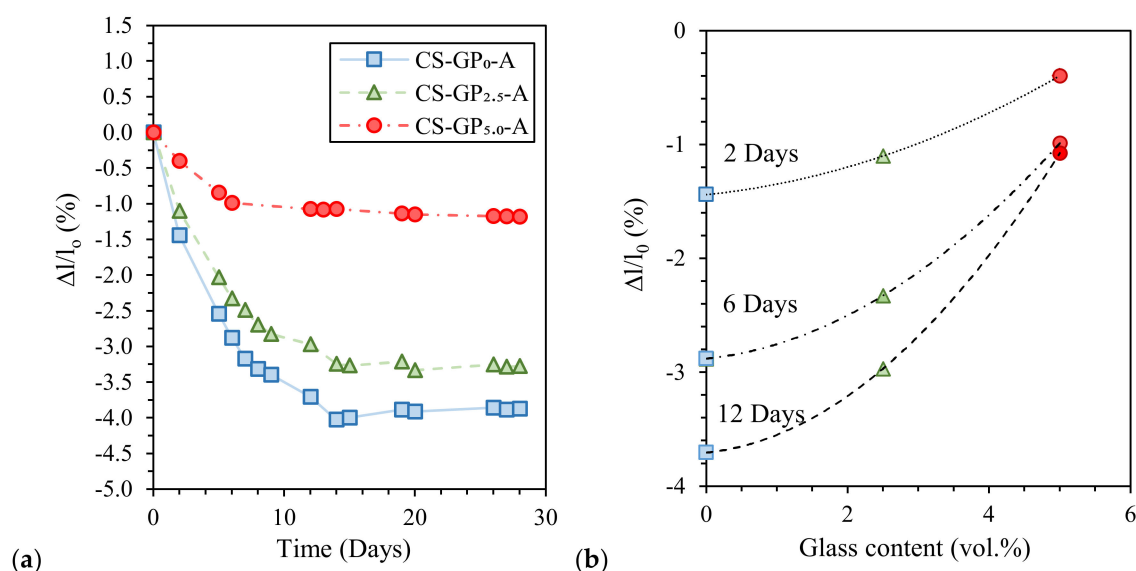 1.5
1.0
0.5
0.0
-0.5
-1.0
-1.5
-2.0
-2.5
-3.0
-3.5
-4.0
-4.5
-5.0
Δl/lₒ (%)
CS-GP₀-A
CS-GP₂.₅-A
CS-GP₅.₀-A
0
10
20
30
Time (Days)
(a)
0
-1
-2
-3
-4
Δl/l₀ (%)
2 Days
6 Days
12 Days
0
2
4
6
Glass content (vol.%)
(b)